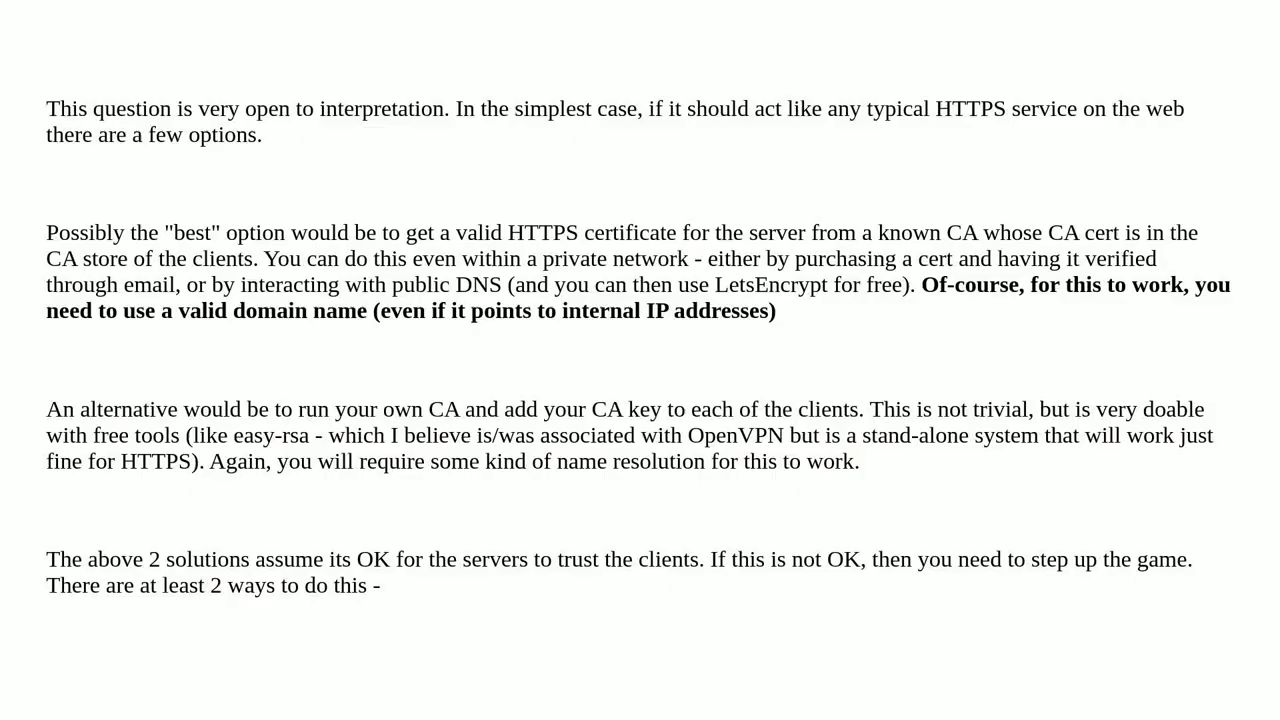 This question is very open to interpretation. In the simplest case, if it should act like any typical HTTPS service on the web
there are a few options.
Possibly the "best" option would be to get a valid HTTPS certificate for the server from a known CA whose CA cert is in the
CA store of the clients. You can do this even within a private network - either by purchasing a cert and having it verified
through email, or by interacting with public DNS (and you can then use LetsEncrypt for free). Of-course, for this to work, you
need to use a valid domain name (even if it points to internal IP addresses)
An alternative would be to run your own CA and add your CA key to each of the clients. This is not trivial, but is very doable
with free tools (like easy-rsa - which I believe is/was associated with OpenVPN but is a stand-alone system that will work just
fine for HTTPS). Again, you will require some kind of name resolution for this to work.
The above 2 solutions assume its OK for the servers to trust the clients. If this is not OK, then you need to step up the game.
There are at least 2 ways to do this -